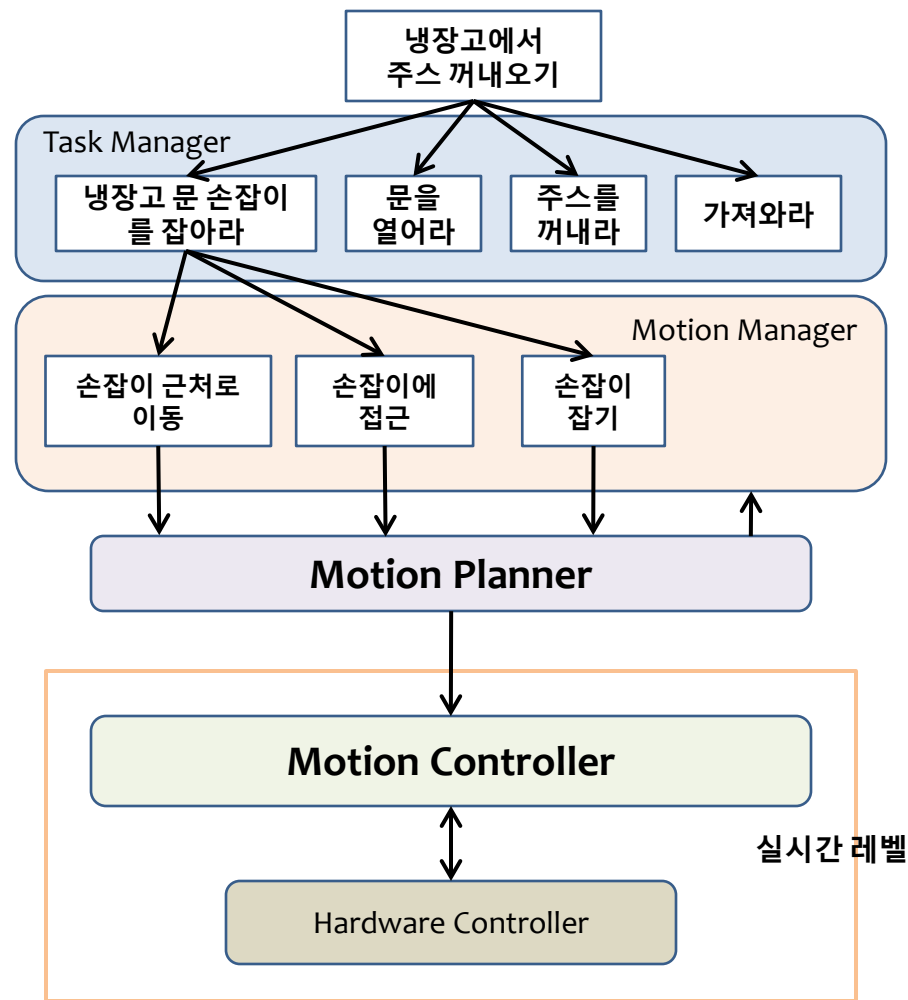 냉장고에서
주스 꺼내오기
Task Manager
냉장고 문 손잡이
를 잡아라
문을
열어라
주스를
꺼내라
가져와라
Motion Manager
손잡이 근처로
이동
손잡이에
접근
손잡이
잡기
Motion Planner
Motion Controller
실시간 레벨
Hardware Controller